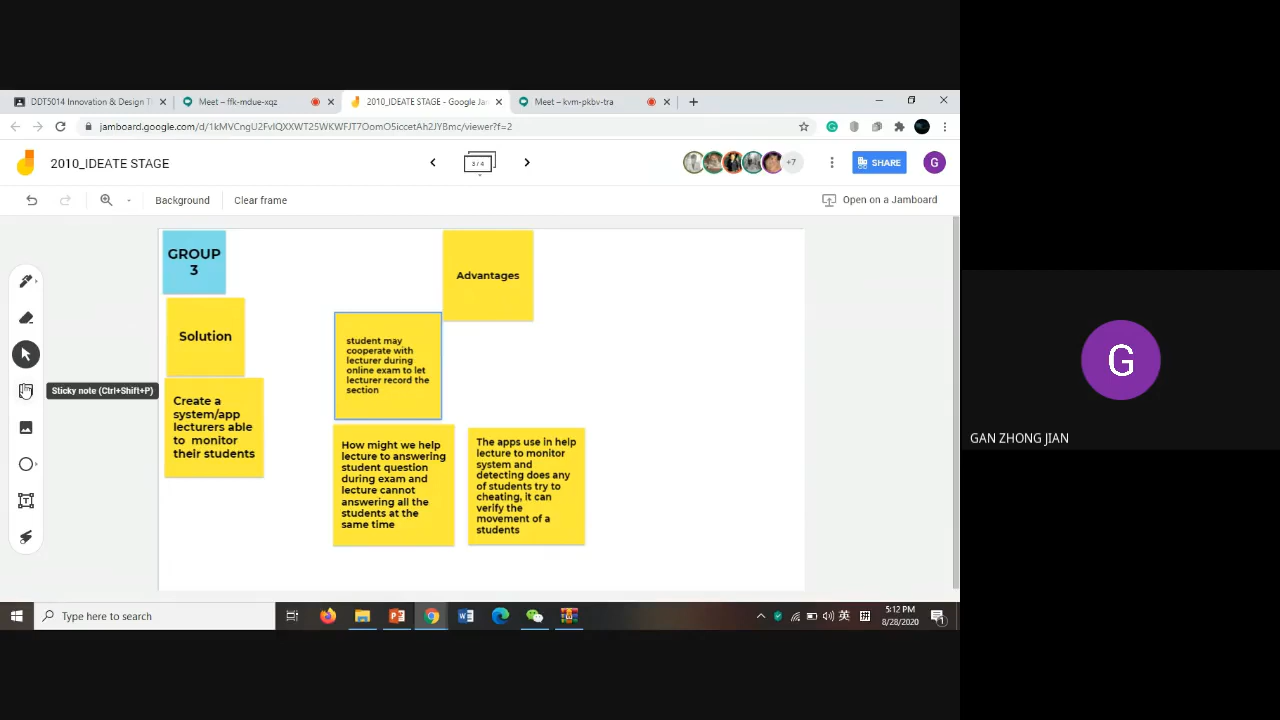 DDT5014 Innovation & Design T
Meet – ffk-mdue-xqz
2010_IDEATE STAGE - Google Ja
Meet – kvm-pkbv-tra
jamboard.google.com/d/1kMVCngU2FvIQXXWT25WKWFJT7OomO5iccetAh2JYBmc/viewer?f=2
2010_IDEATE STAGE
3 / 4
+7
SHARE
G
Background
Clear frame
Open on a Jamboard
GROUP
3
Solution
Create a
system/app
lecturers able
to monitor
their students
Advantages
student may
cooperate with
lecturer during
online exam to let
lecturer record the
section
How might we help
lecture to answering
student question
during exam and
lecture cannot
answering all the
students at the
same time
The apps use in help
lecture to monitor
system and
detecting does any
of students try to
cheating, it can
verify the
movement of a
students
Sticky note (Ctrl+Shift+P)
G
GAN ZHONG JIAN
Type here to search
英
5:12 PM
8/28/2020
1